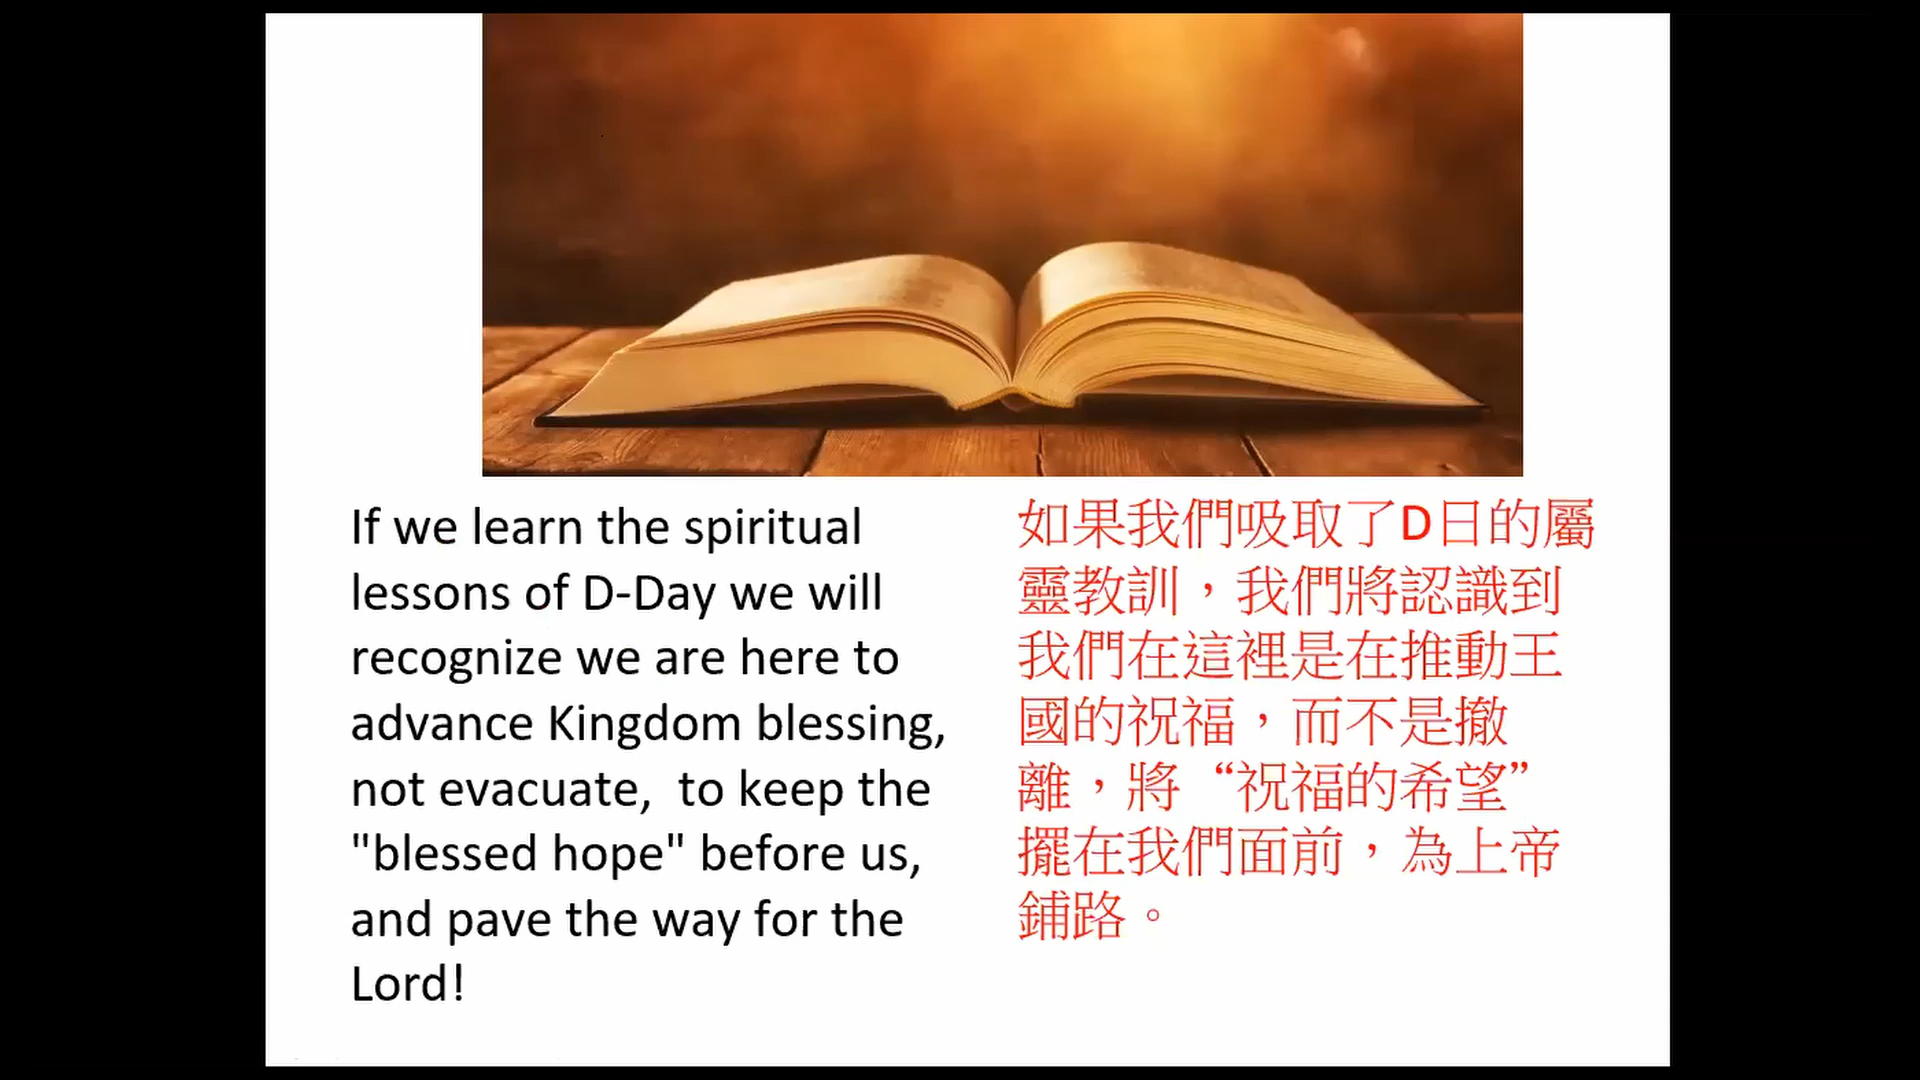 If we learn the spiritual
lessons of D-Day we will
recognize we are here to
advance Kingdom blessing,
not evacuate,  to keep the
"blessed hope" before us,
and pave the way for the
Lord!
如果我們吸取了D日的屬
靈教訓，我們將認識到
我們在這裡是在推動王
國的祝福，而不是撤
離，將“祝福的希望”
擺在我們面前，為上帝
鋪路。